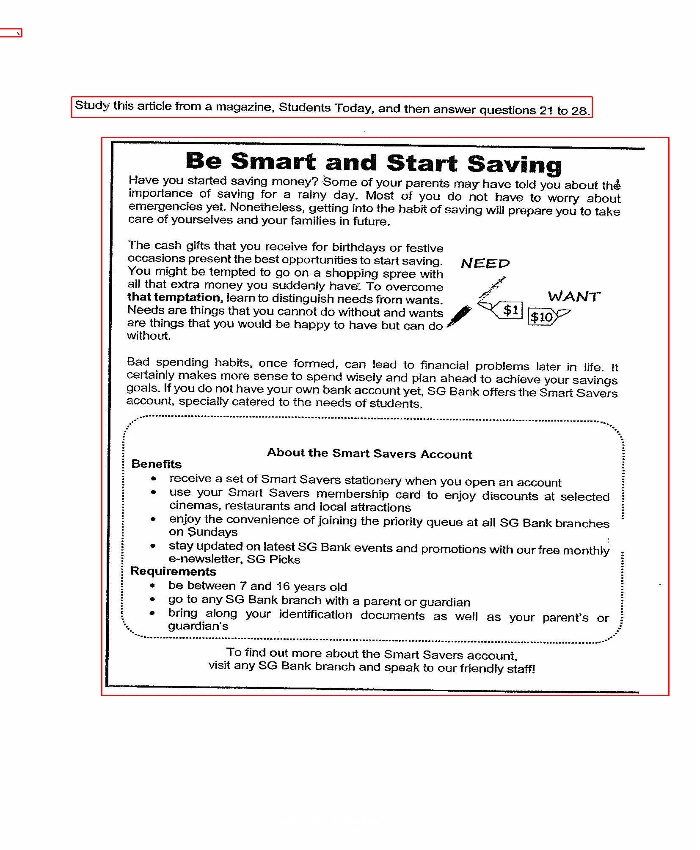 Study this article from a magazine, Students Today, and then answer questions 21 to 28.
Be Smart and Start Saving
Have you started saving money? Some of your parents may have told you about the
importance of saving for a rainy day. Most of you do not have to worry about
emergencies yet. Nonetheless, getting into the habit of saving will prepare you to take
care of yourselves and your families in future.
The cash gifts that you receive for birthdays or festive
occasions present the best opportunities to start saving.
You might be tempted to go on a shopping spree with
all that extra money you suddenly have. To overcome
that temptation, learn to distinguish needs from wants.
Needs are things that you cannot do without and wants
are things that you would be happy to have but can do
without.
NEED
WANT
$1
$10
Bad spending habits, once formed, can lead to financial problems later in life. It
certainly makes more sense to spend wisely and plan ahead to achieve your savings
goals. If you do not have your own bank account yet, SG Bank offers the Smart Savers
account, specially catered to the needs of students.
About the Smart Savers Account
Benefits
• receive a set of Smart Savers stationery when you open an account
• use your Smart Savers membership card to enjoy discounts at selected
cinemas, restaurants and local attractions
• enjoy the convenience of joining the priority queue at all SG Bank branches
on Sundays
• stay updated on latest SG Bank events and promotions with our free monthly
e-newsletter, SG Picks
Requirements
• be between 7 and 16 years old
• go to any SG Bank branch with a parent or guardian
• bring along your identification documents as well as your parent's or
guardian's
To find out more about the Smart Savers account,
visit any SG Bank branch and speak to our friendly staff!